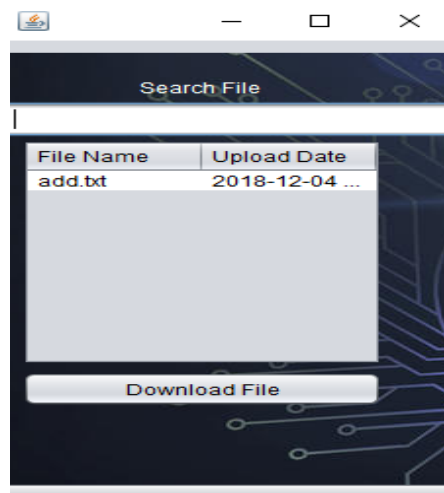 Search File
File Name Upload Date
add.txt 2018-12-04 ...
Download File